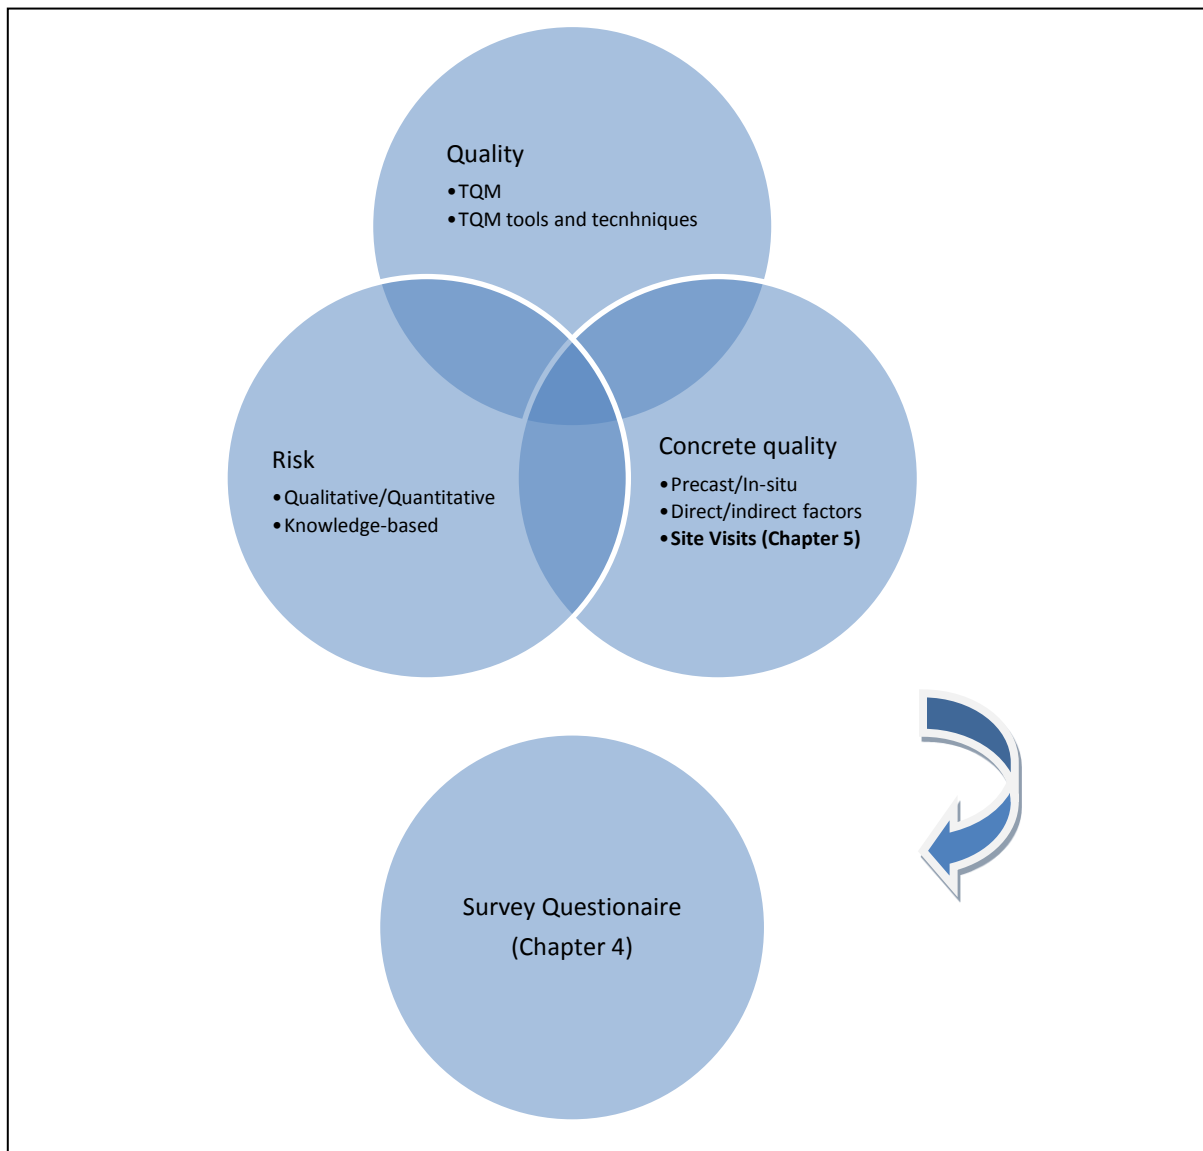 Quality
•TQM
•TQM tools and tecnhniques
Risk
•Qualitative/Quantitative
•Knowledge-based
Concrete quality
•Precast/In-situ
•Direct/indirect factors
•Site Visits (Chapter 5)
Survey Questionaire
(Chapter 4)